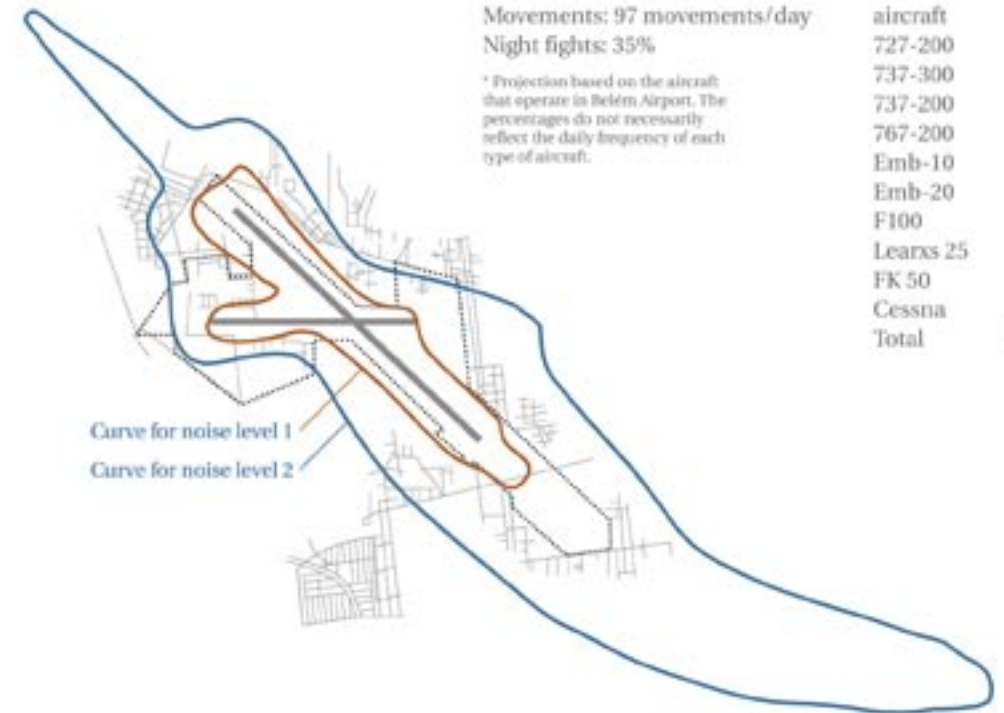 Movements: 97 movements/day
Night fights: 35%
* Projection based on the aircraft
that operate in Belém Airport. The
percentages do not necessarily
reflect the daily frequency of each
type of aircraft.
aircraft
727-200
737-300
737-200
767-200
Emb-10
Emb-20
F100
Learxs 25
FK 50
Cessna
Total
Curve for noise level 1
Curve for noise level 2